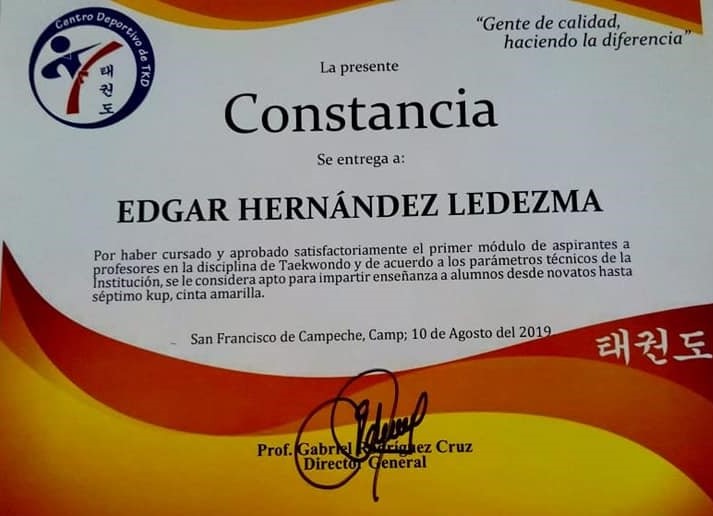 Centro Deportivo de TKD
태
권
도
“Gente de calidad,
haciendo la diferencia”
La presente
Constancia
Se entrega a:
EDGAR HERNÁNDEZ LEDEZMA
Por haber cursado y aprobado satisfactoriamente el primer módulo de aspirantes a
profesores en la disciplina de Taekwondo y de acuerdo a los parámetros técnicos de la
Institución, se le considera apto para impartir enseñanza a alumnos desde novatos hasta
séptimo kup, cinta amarilla.
San Francisco de Campeche, Camp; 10 de Agosto del 2019
태권도
Prof. Gabriel Rodríguez Cruz
Director General